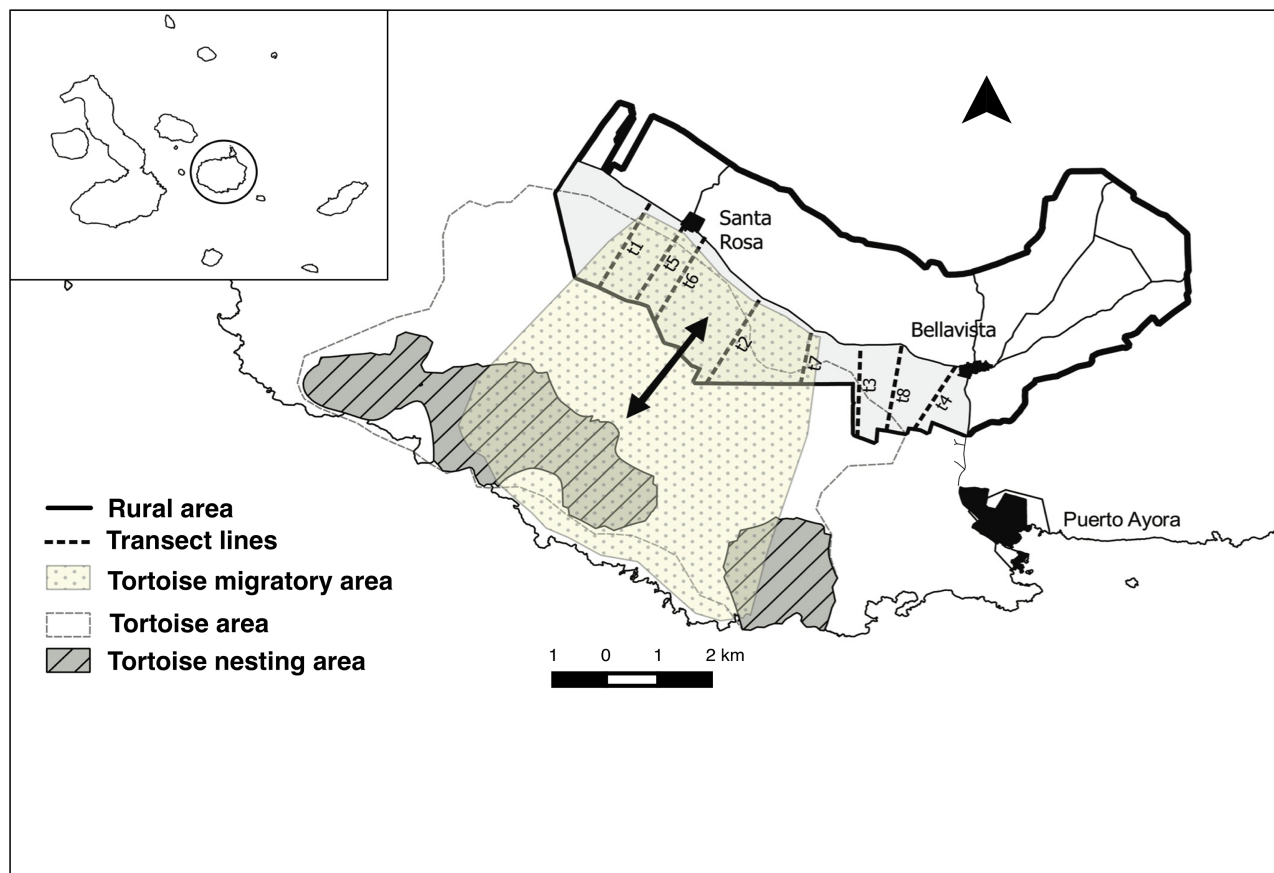 Santa
Rosa
t1
t5
t6
t2
t7
Bellavista
t3
t8
t4
Puerto Ayora
Rural area
Transect lines
Tortoise migratory area
Tortoise area
Tortoise nesting area
1 0 1 2 km